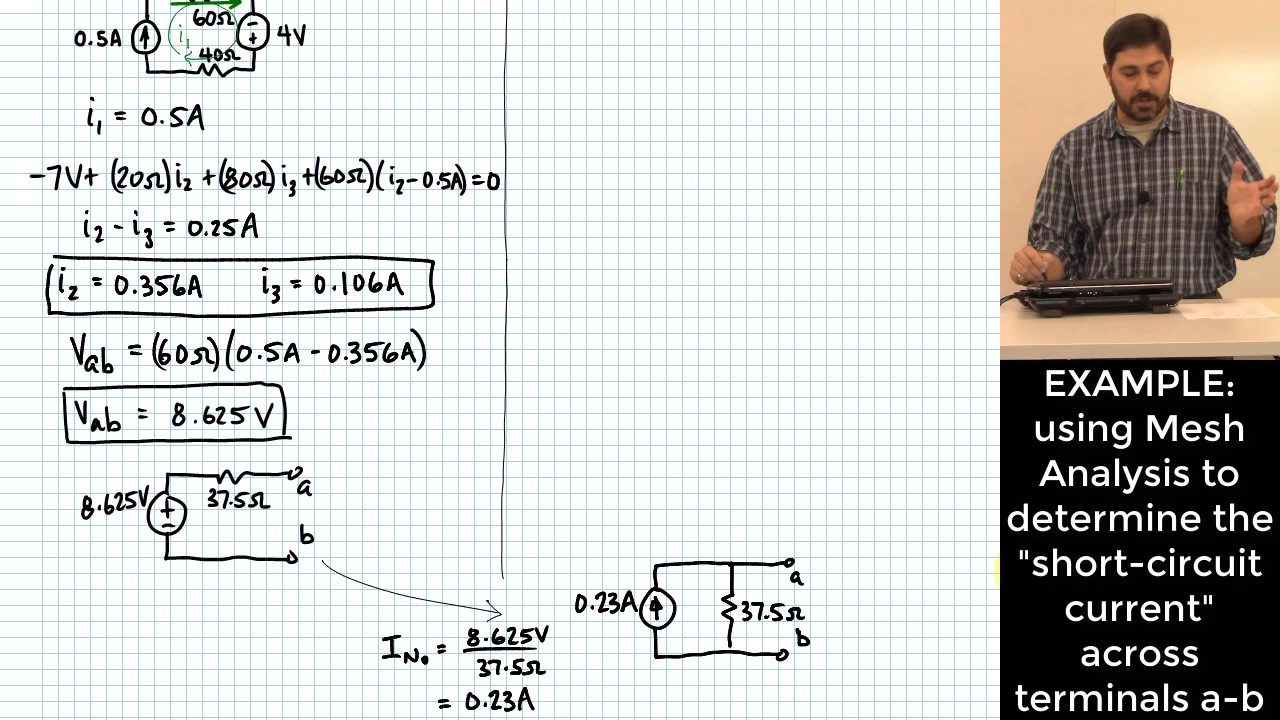 60Ω
0.5A
i₁
4V
40Ω
i₁ = 0.5A
-7V+ (20Ω)i₂ +(80Ω)i₃ +(60Ω)(i₂-0.5A)=0
i₂ - i₃ = 0.25A
i₂ = 0.356A i₃ = 0.106A
Vab = (60Ω)(0.5A - 0.356A)
Vab = 8.625V
8.625V
+
-
37.5Ω
a
b
I_No = 8.625V / 37.5Ω
= 0.23A
0.23A
37.5Ω
a
b
EXAMPLE:
using Mesh
Analysis to
determine the
"short-circuit
current"
across
terminals a-b